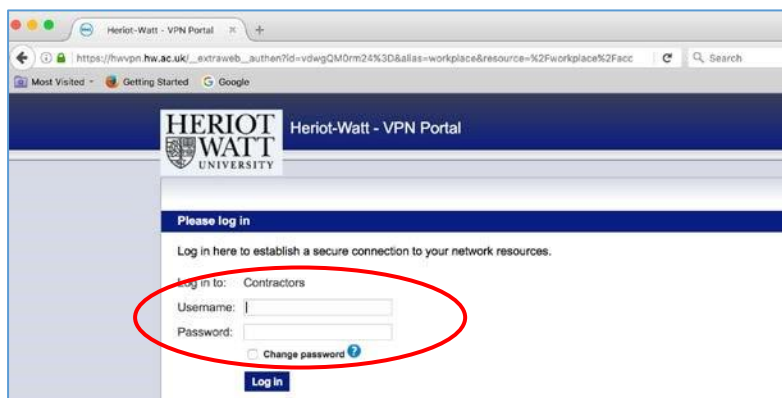 Heriot-Watt - VPN Portal
https://hwvpn.hw.ac.uk/__extraweb__authen?id=vdwgQM0rm24%3D&alias=workplace&resource=%2Fworkplace%2Facc
Search
Most Visited
Getting Started
Google
HERIOT
WATT
UNIVERSITY
Heriot-Watt - VPN Portal
Please log in
Log in here to establish a secure connection to your network resources.
Log in to: Contractors
Username:
Password:
Change password ?
Log in